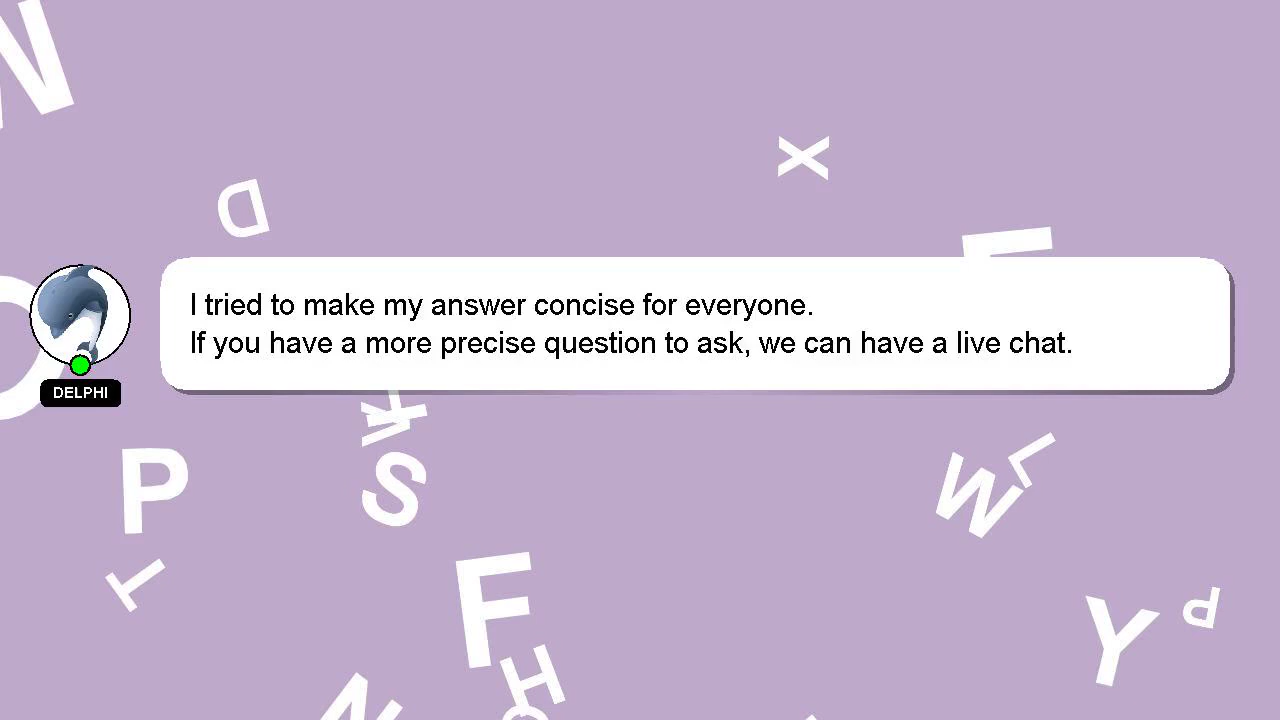 N
D
X
I tried to make my answer concise for everyone.
If you have a more precise question to ask, we can have a live chat.
DELPHI
P
S
W
L
T
F
Y
P
H
N